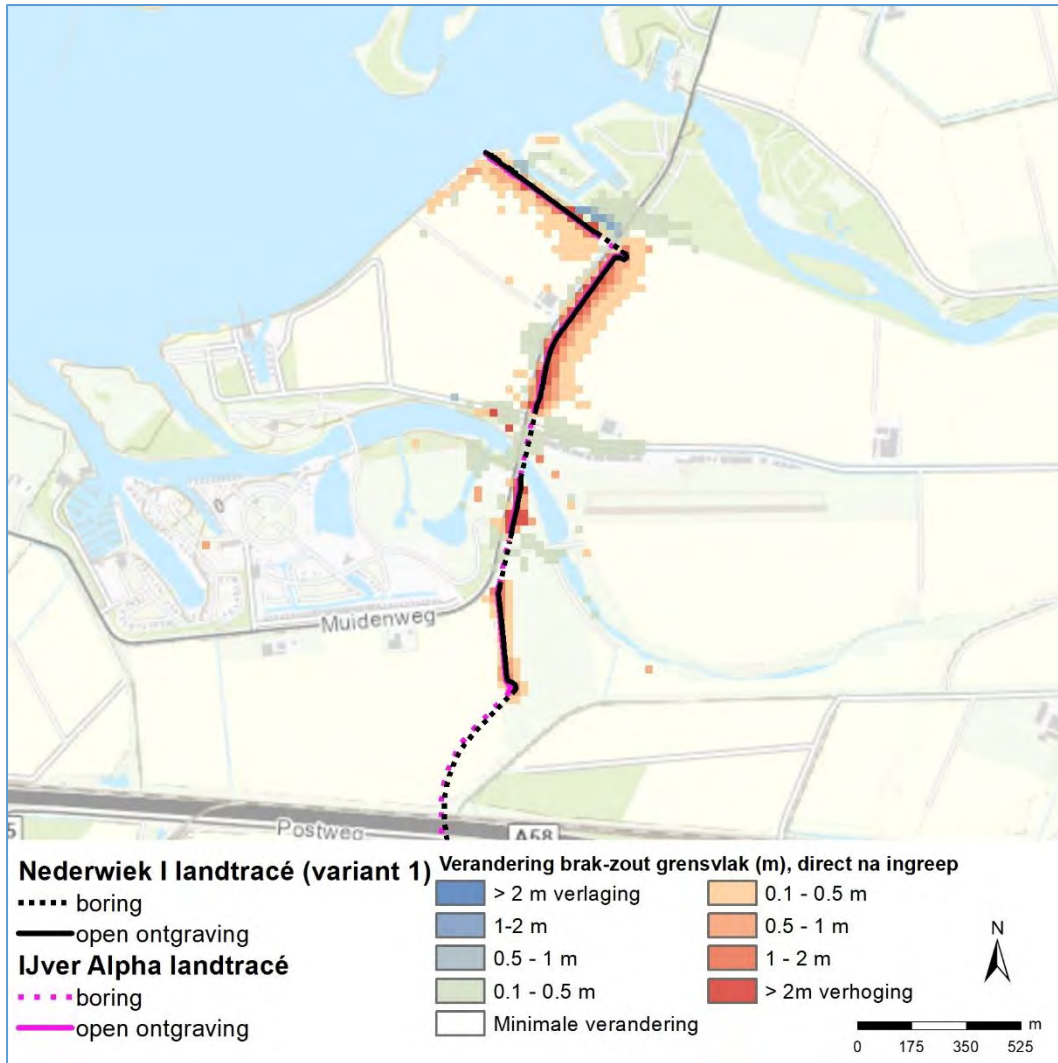 Muidenweg
Postweg
A58
5
Nederwiek I landtracé (variant 1)
boring
open ontgraving
IJver Alpha landtracé
boring
open ontgraving
Verandering brak-zout grensvlak (m), direct na ingreep
> 2 m verlaging
1-2 m
0.5 - 1 m
0.1 - 0.5 m
Minimale verandering
0.1 - 0.5 m
0.5 - 1 m
1 - 2 m
> 2m verhoging
N
m
0 175 350 525